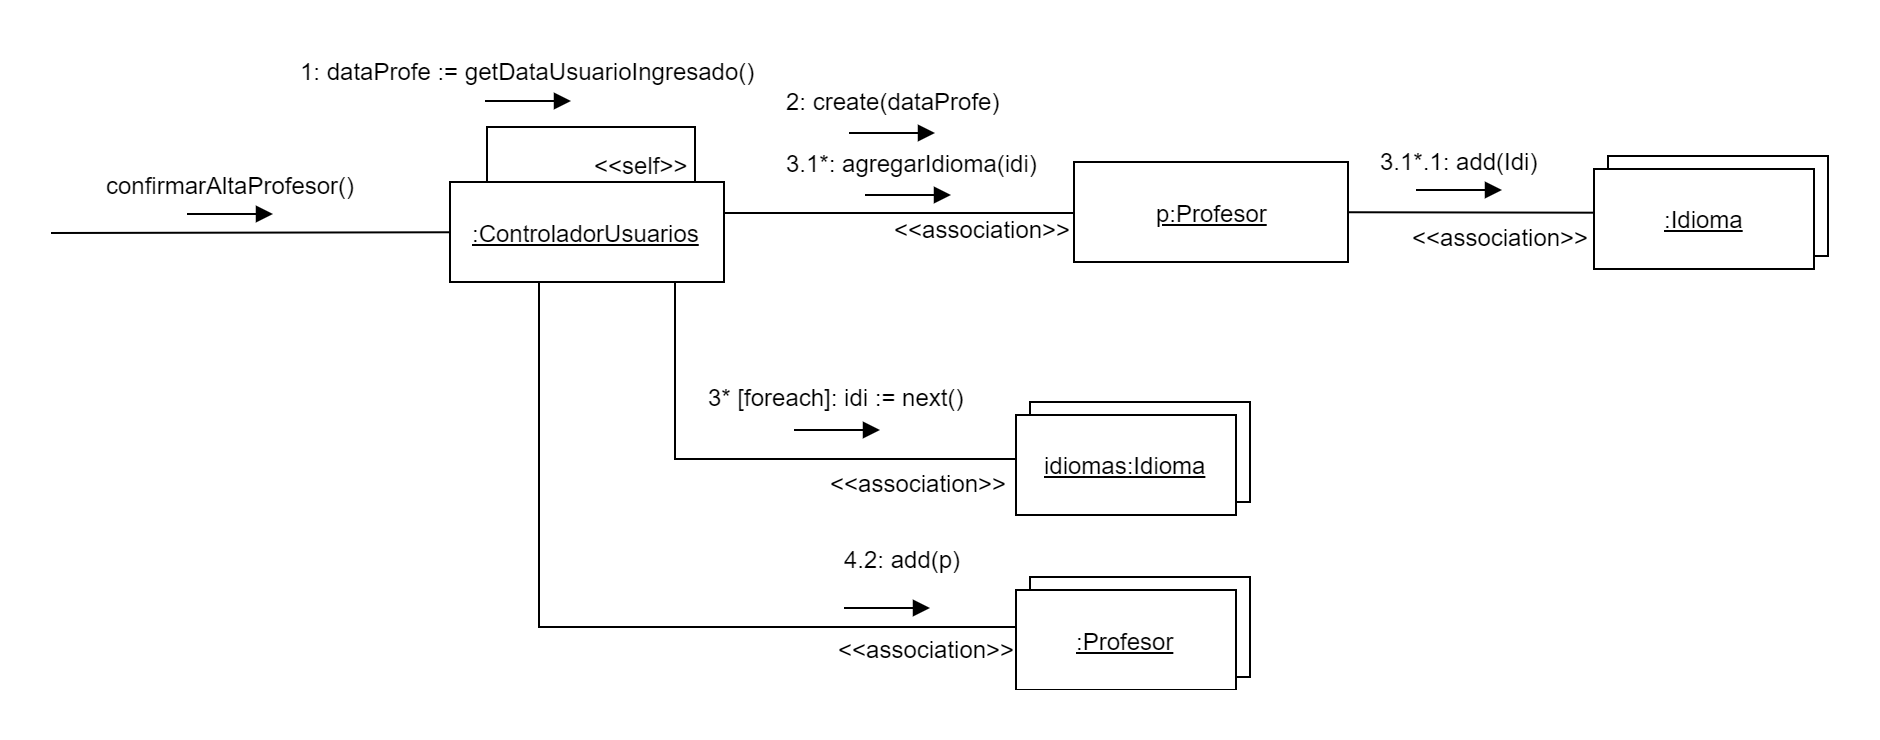 1: dataProfe := getDataUsuarioIngresado()
2: create(dataProfe)
<<self>>
3.1*: agregarIdioma(idi)
3.1*.1: add(Idi)
confirmarAltaProfesor()
:ControladorUsuarios
<<association>>
p:Profesor
<<association>>
:Idioma
3* [foreach]: idi := next()
<<association>>
idiomas:Idioma
4.2: add(p)
<<association>>
:Profesor